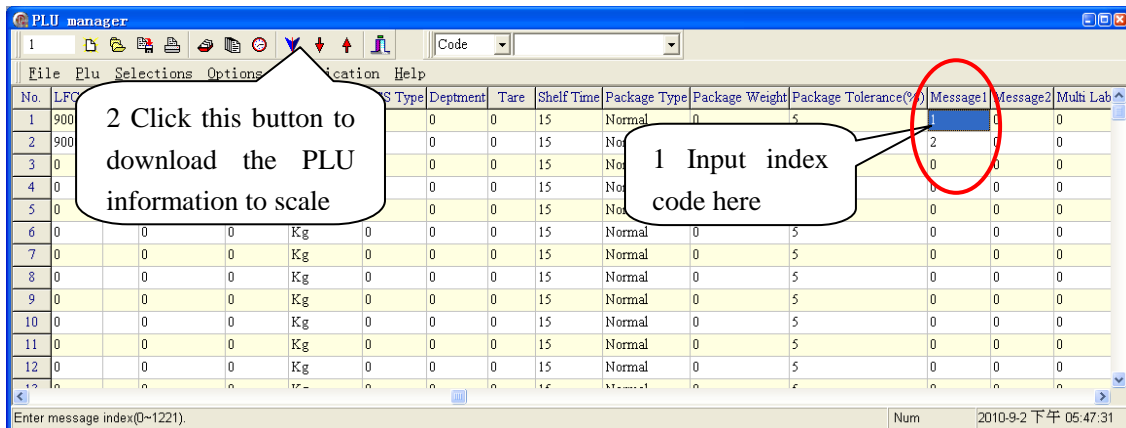 PLU manager
1 Code
File Plu Selections Options ication Help
No. LFC S Type Deptment Tare Shelf Time Package Type Package Weight Package Tolerance(%) Message1 Message2 Multi Lab
1 900 0 0 15 Normal 0 5 1 0 0
2 900 0 0 15 2 0
3 0 0 0 15 0 0 0
4 0 0 0 15 0 0 0
5 0 0 0 15 0 0 0
6 0 0 0 Kg 0 0 0 15 Normal 0 5 0 0 0
7 0 0 0 Kg 0 0 0 15 Normal 0 5 0 0 0
8 0 0 0 Kg 0 0 0 15 Normal 0 5 0 0 0
9 0 0 0 Kg 0 0 0 15 Normal 0 5 0 0 0
10 0 0 0 Kg 0 0 0 15 Normal 0 5 0 0 0
11 0 0 0 Kg 0 0 0 15 Normal 0 5 0 0 0
12 0 0 0 Kg 0 0 0 15 Normal 0 5 0 0 0
2 Click this button to
download the PLU
information to scale
1 Input index
code here
Enter message index(0~1221). Num 2010-9-2 下午 05:47:31